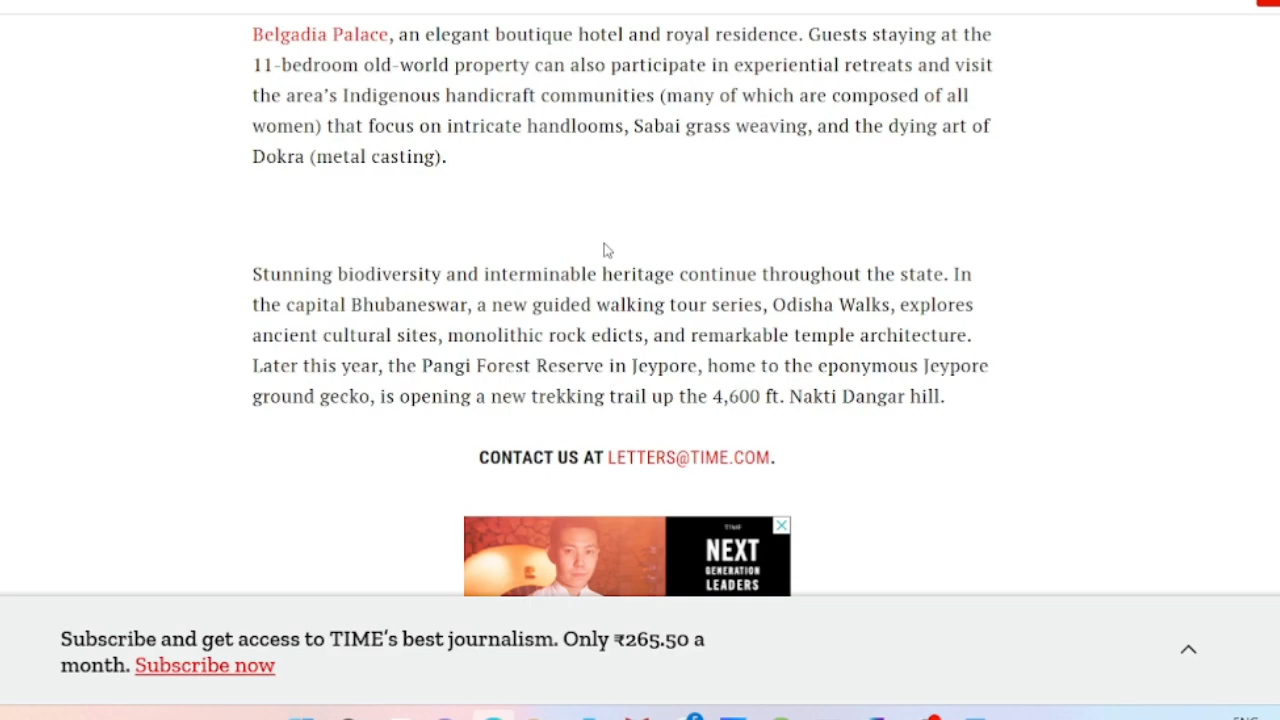 Belgadia Palace, an elegant boutique hotel and royal residence. Guests staying at the
11-bedroom old-world property can also participate in experiential retreats and visit
the area’s Indigenous handicraft communities (many of which are composed of all
women) that focus on intricate handlooms, Sabai grass weaving, and the dying art of
Dokra (metal casting).
Stunning biodiversity and interminable heritage continue throughout the state. In
the capital Bhubaneswar, a new guided walking tour series, Odisha Walks, explores
ancient cultural sites, monolithic rock edicts, and remarkable temple architecture.
Later this year, the Pangi Forest Reserve in Jeypore, home to the eponymous Jeypore
ground gecko, is opening a new trekking trail up the 4,600 ft. Nakti Dangar hill.
CONTACT US AT LETTERS@TIME.COM.
TIME
NEXT
GENERATION
LEADERS
Subscribe and get access to TIME's best journalism. Only ₹265.50 a
month. Subscribe now